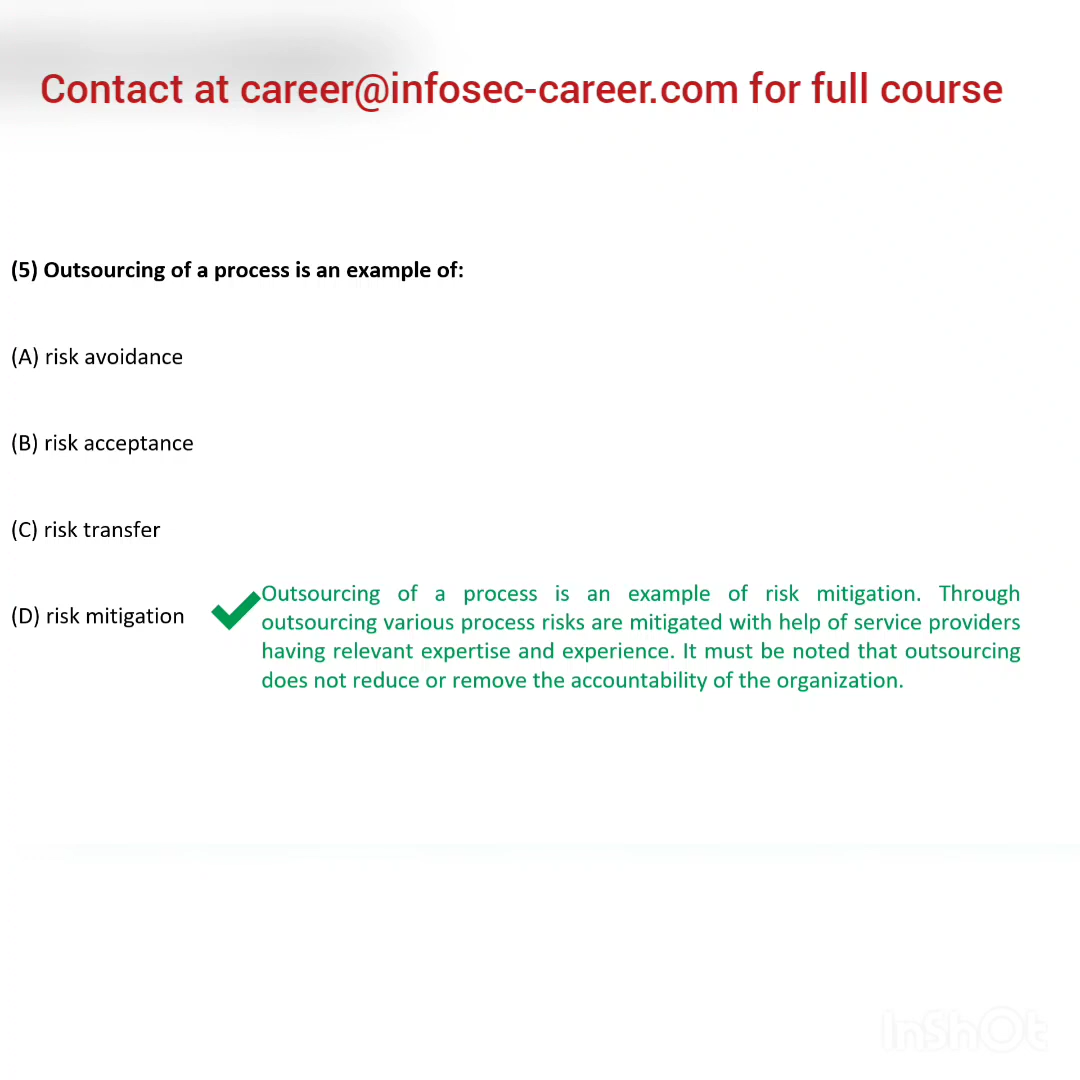 Contact at career@infosec-career.com for full course
(5) Outsourcing of a process is an example of:
(A) risk avoidance
(B) risk acceptance
(C) risk transfer
(D) risk mitigation
Outsourcing of a process is an example of risk mitigation. Through
outsourcing various process risks are mitigated with help of service providers
having relevant expertise and experience. It must be noted that outsourcing
does not reduce or remove the accountability of the organization.
InShOt